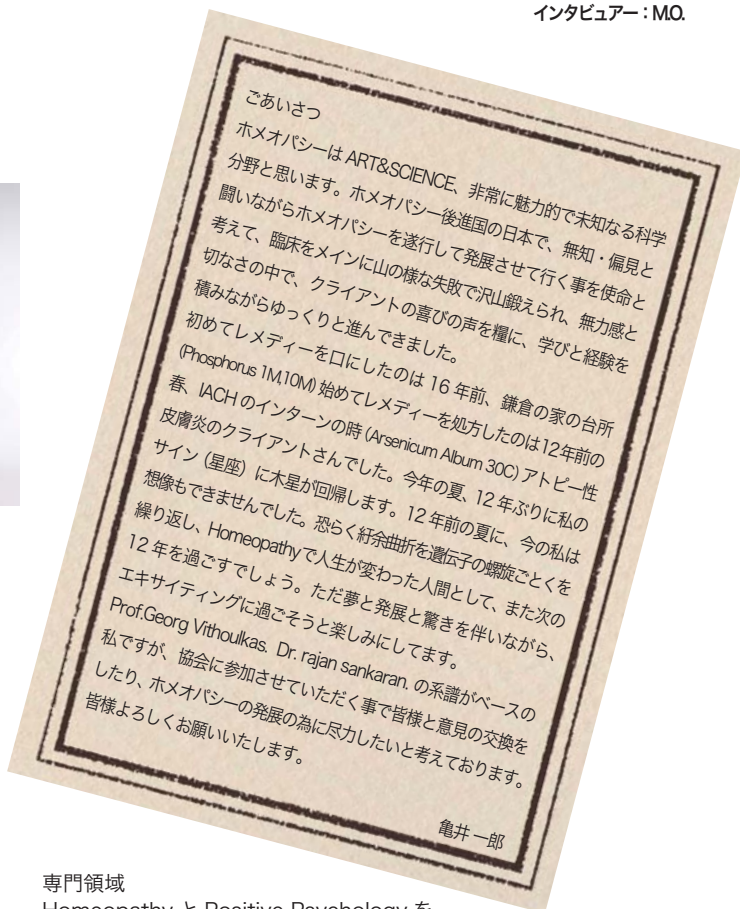 インタビュアー：M.O.
ごあいさつ
ホメオパシーは ART&SCIENCE、非常に魅力的で未知なる科学
分野と思います。ホメオパシー後進国の日本で、無知・偏見と
闘いながらホメオパシーを遂行して発展させて行く事を使命と
考えて、臨床をメインに山の様な失敗で沢山鍛えられ、無力感と
切なさの中で、クライアントの喜びの声を糧に、学びと経験を
積みながらゆっくりと進んできました。
初めてレメディーを口にしたのは 16 年前、鎌倉の家の台所
(Phosphorus 1M,10M) 始めてレメディーを処方したのは12年前の
春、IACH のインターンの時 (Arsenicum Album 30C) アトピー性
皮膚炎のクライアントさんでした。今年の夏、12 年ぶりに私の
サイン（星座）に木星が回帰します。12 年前の夏に、今の私は
想像もできませんでした。恐らく紆余曲折を遺伝子の螺旋ごとくを
繰り返し、Homeopathyで人生が変わった人間として、また次の
12 年を過ごすでしょう。ただ夢と発展と驚きを伴いながら、
エキサイティングに過ごそうと楽しみにしてます。
Prof.Georg Vithoulkas. Dr. rajan sankaran. の系譜がベースの
私ですが、協会に参加させていただく事で皆様と意見の交換を
したり、ホメオパシーの発展の為に尽力したいと考えております。
皆様よろしくお願いいたします。
亀井 一郎
専門領域
Homeopathy と Positive Psychology を